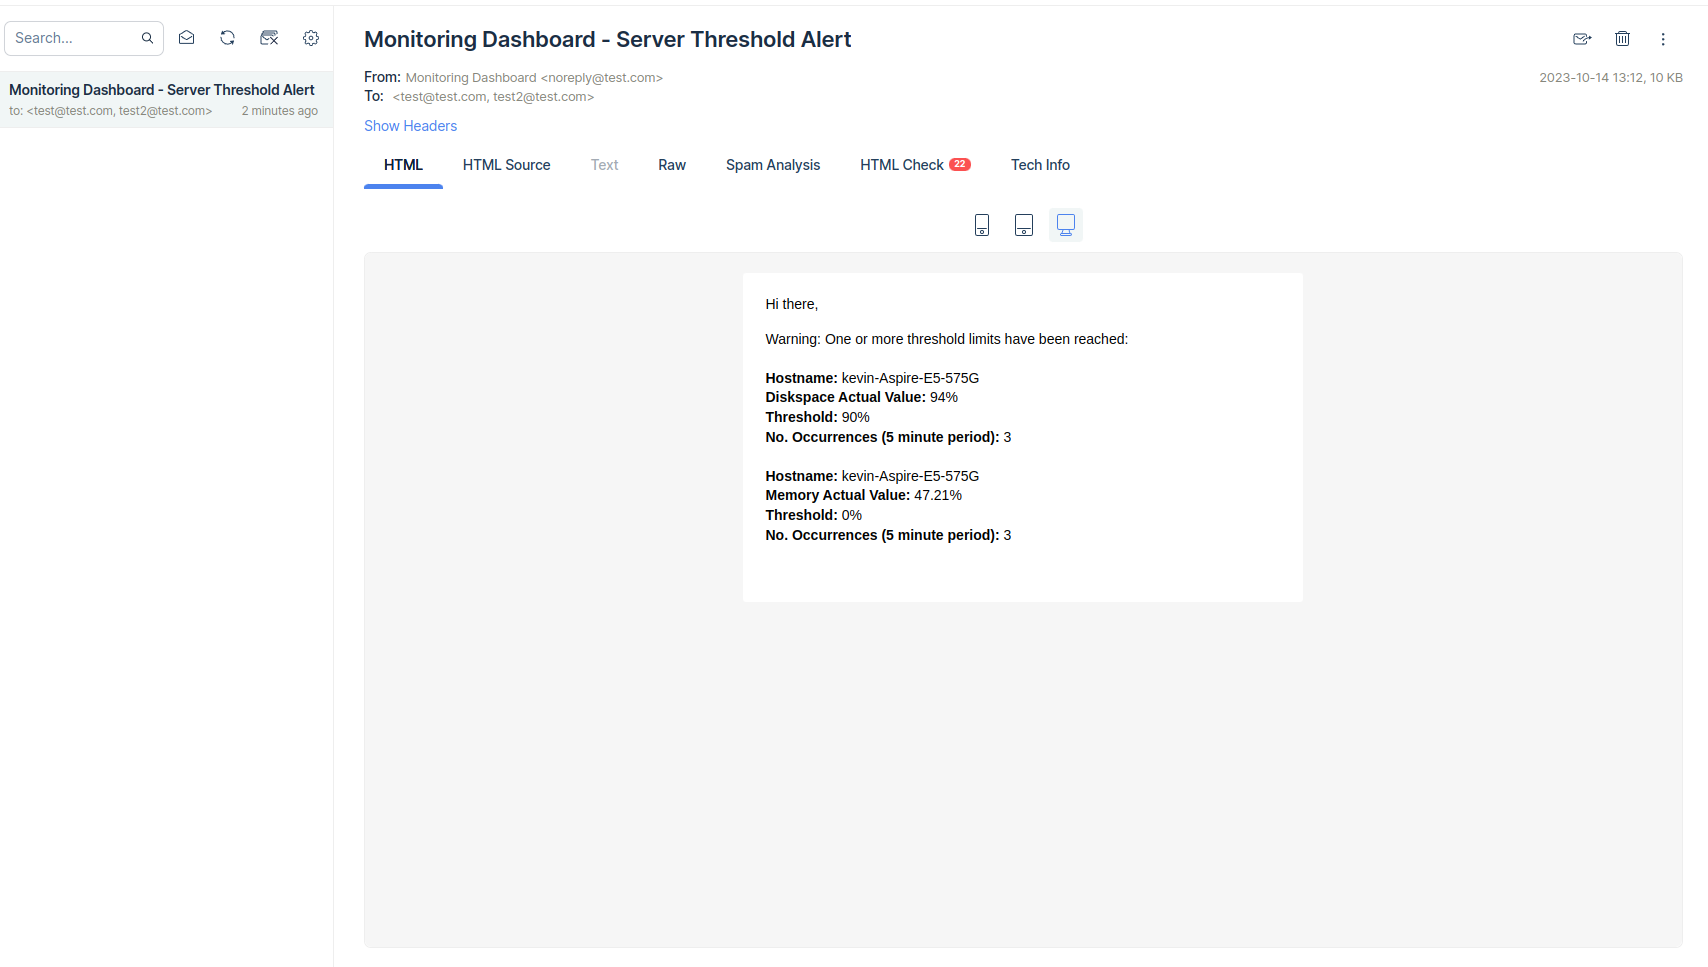 Search...
Monitoring Dashboard - Server Threshold Alert
to: <test@test.com, test2@test.com> 2 minutes ago
Monitoring Dashboard - Server Threshold Alert
From: Monitoring Dashboard <noreply@test.com>
2023-10-14 13:12, 10 KB
To: <test@test.com, test2@test.com>
Show Headers
HTML HTML Source Text Raw Spam Analysis HTML Check 22 Tech Info
Hi there,
Warning: One or more threshold limits have been reached:
Hostname: kevin-Aspire-E5-575G
Diskspace Actual Value: 94%
Threshold: 90%
No. Occurrences (5 minute period): 3
Hostname: kevin-Aspire-E5-575G
Memory Actual Value: 47.21%
Threshold: 0%
No. Occurrences (5 minute period): 3